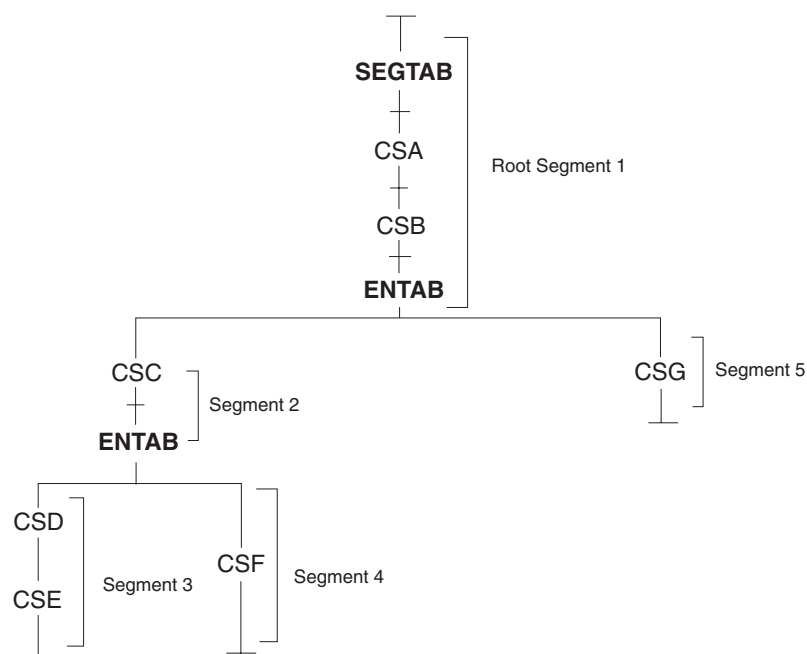 SEGTAB
CSA
Root Segment 1
CSB
ENTAB
CSC
Segment 2
ENTAB
CSG
Segment 5
CSD
CSE
Segment 3
CSF
Segment 4